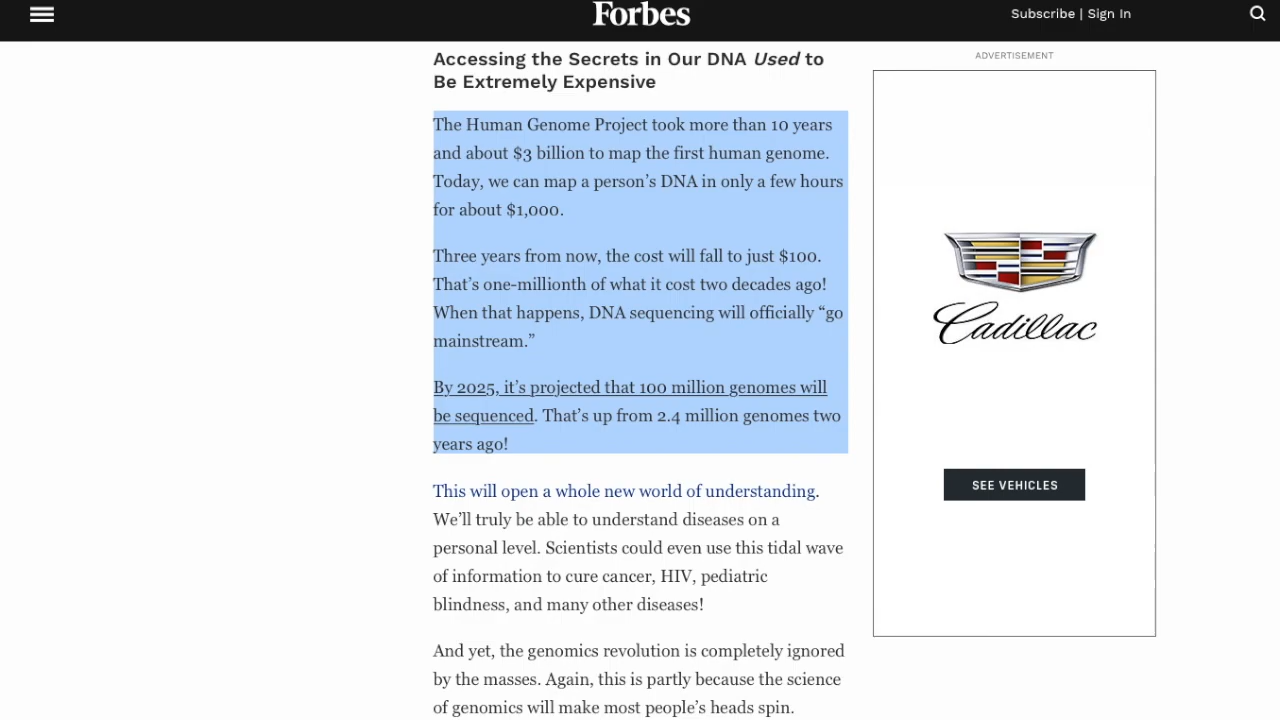 Forbes
Subscribe | Sign In
Accessing the Secrets in Our DNA Used to
Be Extremely Expensive
The Human Genome Project took more than 10 years
and about $3 billion to map the first human genome.
Today, we can map a person’s DNA in only a few hours
for about $1,000.
Three years from now, the cost will fall to just $100.
That’s one-millionth of what it cost two decades ago!
When that happens, DNA sequencing will officially “go
mainstream.”
By 2025, it’s projected that 100 million genomes will
be sequenced. That’s up from 2.4 million genomes two
years ago!
This will open a whole new world of understanding.
We’ll truly be able to understand diseases on a
personal level. Scientists could even use this tidal wave
of information to cure cancer, HIV, pediatric
blindness, and many other diseases!
And yet, the genomics revolution is completely ignored
by the masses. Again, this is partly because the science
of genomics will make most people’s heads spin.
ADVERTISEMENT
Cadillac
SEE VEHICLES